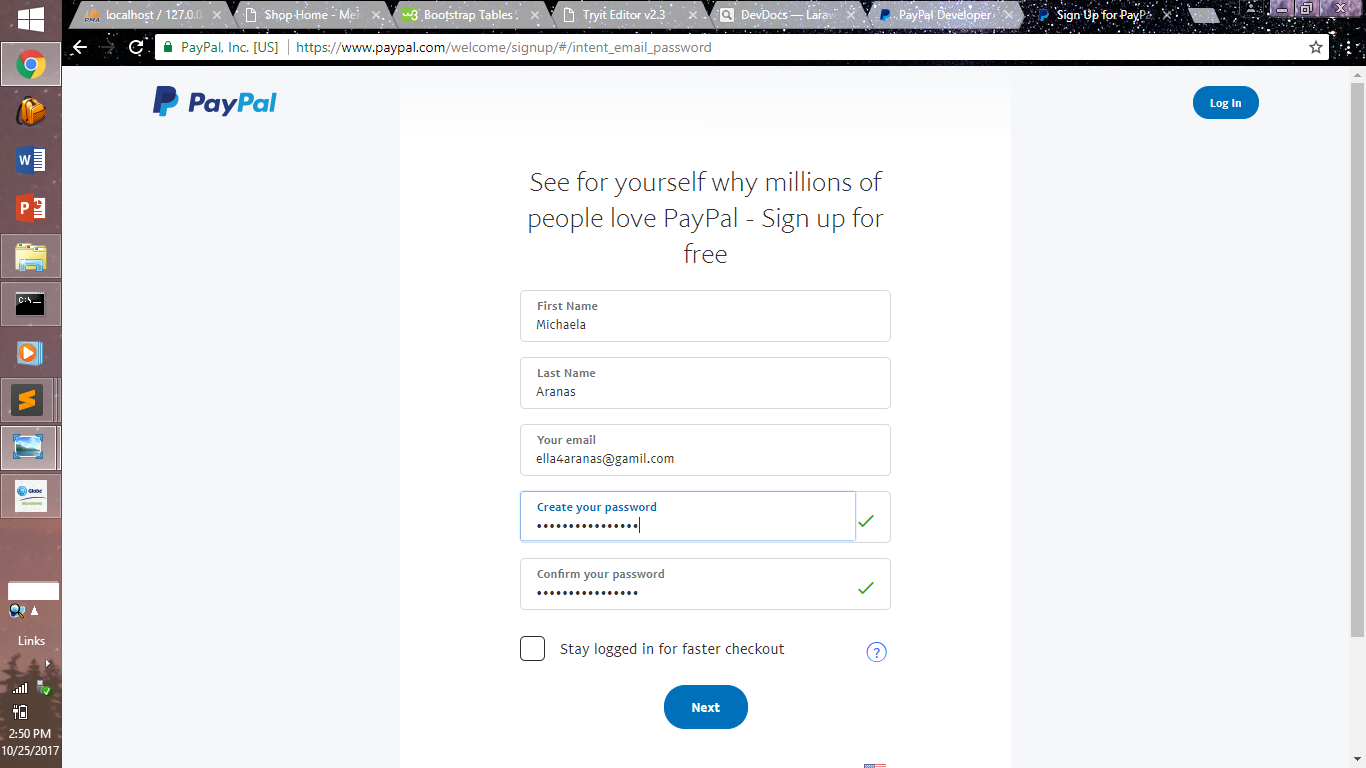 localhost / 127.0.0
Shop Home - Mel
Bootstrap Tables
Tryit Editor v2.3
DevDocs — Larav
PayPal Developer
Sign Up for PayPa
PayPal, Inc. [US] https://www.paypal.com/welcome/signup/#/intent_email_password
PayPal
Log In
See for yourself why millions of
people love PayPal - Sign up for
free
First Name
Michaela
Last Name
Aranas
Your email
ella4aranas@gamil.com
Create your password
••••••••••••••••
Confirm your password
••••••••••••••••
Stay logged in for faster checkout
?
Next
Links
2:50 PM
10/25/2017